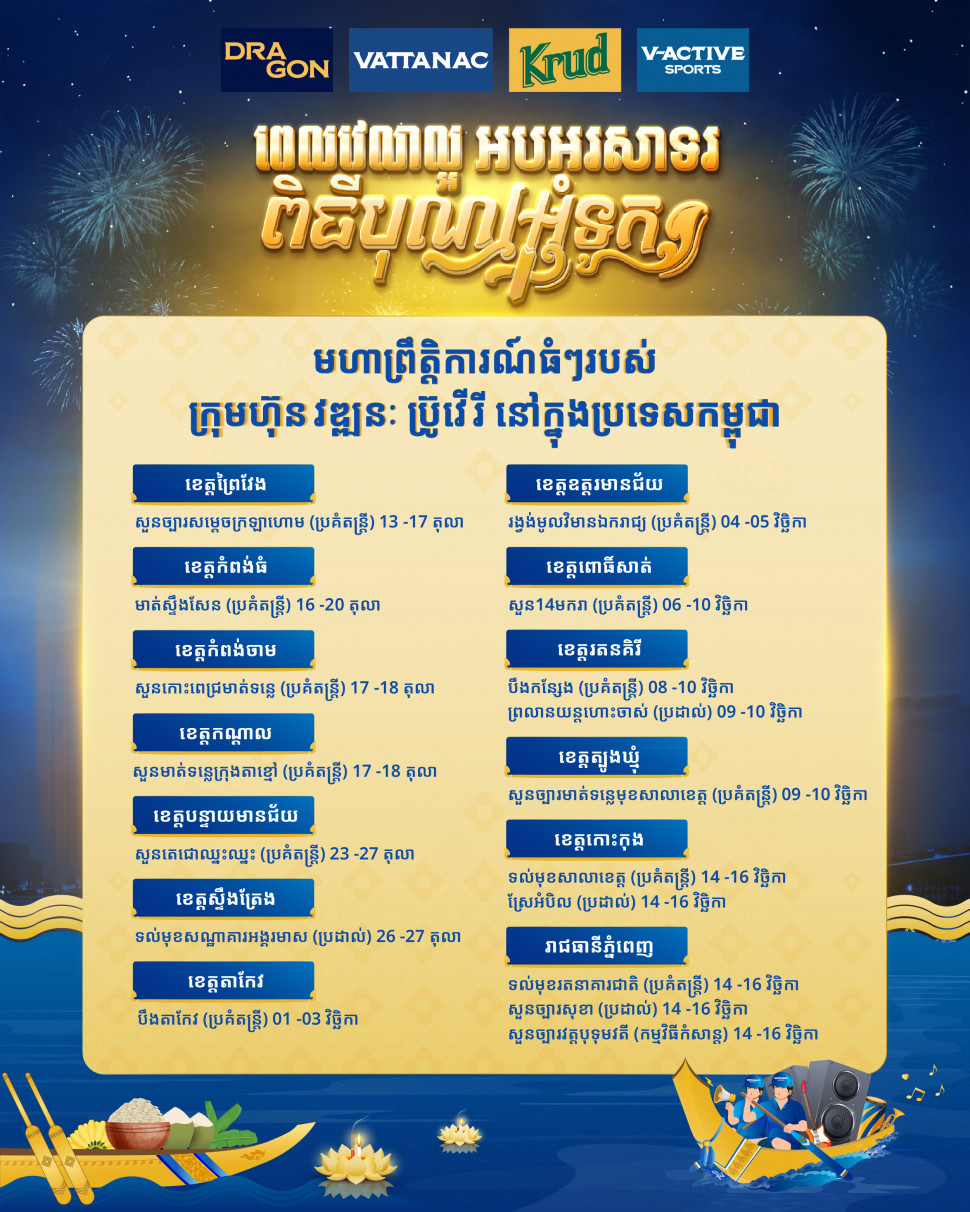 DRAGON
VATTANAC
Krud
V-ACTIVE SPORTS
ពេលវេលាល្អ អបអរសាទរ
ពិធីបុណ្យអុំទូក
មហាព្រឹត្តិការណ៍ធំៗរបស់
ក្រុមហ៊ុន វឌ្ឍនៈ ប្រ៊ូវើរី នៅក្នុងប្រទេសកម្ពុជា
ខេត្តព្រៃវែង
សួនច្បារសម្តេចក្រឡាហោម (ប្រគំតន្ត្រី) 13 -17 តុលា
ខេត្តកំពង់ធំ
មាត់ស្ទឹងសែន (ប្រគំតន្ត្រី) 16 -20 តុលា
ខេត្តកំពង់ចាម
សួនកោះពេជ្រមាត់ទន្លេ (ប្រគំតន្ត្រី) 17 -18 តុលា
ខេត្តកណ្តាល
សួនមាត់ទន្លេក្រុងតាខ្មៅ (ប្រគំតន្ត្រី) 17 -18 តុលា
ខេត្តបន្ទាយមានជ័យ
សួនតេជោឈ្នះឈ្នះ (ប្រគំតន្ត្រី) 23 -27 តុលា
ខេត្តស្ទឹងត្រែង
ទល់មុខសណ្ឋាគារអង្គរមាស (ប្រដាល់) 26 -27 តុលា
ខេត្តតាកែវ
បឹងតាកែវ (ប្រគំតន្ត្រី) 01 -03 វិច្ឆិកា
ខេត្តឧត្តរមានជ័យ
រង្វង់មូលវិមានឯករាជ្យ (ប្រគំតន្ត្រី) 04 -05 វិច្ឆិកា
ខេត្តពោធិ៍សាត់
សួន14មករា (ប្រគំតន្ត្រី) 06 -10 វិច្ឆិកា
ខេត្តរតនគិរី
បឹងកន្សែង (ប្រគំតន្ត្រី) 08 -10 វិច្ឆិកា
ព្រលានយន្តហោះចាស់ (ប្រដាល់) 09 -10 វិច្ឆិកា
ខេត្តត្បូងឃ្មុំ
សួនច្បារមាត់ទន្លេមុខសាលាខេត្ត (ប្រគំតន្ត្រី) 09 -10 វិច្ឆិកា
ខេត្តកោះកុង
ទល់មុខសាលាខេត្ត (ប្រគំតន្ត្រី) 14 -16 វិច្ឆិកា
ស្រែអំបិល (ប្រដាល់) 14 -16 វិច្ឆិកា
រាជធានីភ្នំពេញ
ទល់មុខរតនាគារជាតិ (ប្រគំតន្ត្រី) 14 -16 វិច្ឆិកា
សួនច្បារសុខា (ប្រដាល់) 14 -16 វិច្ឆិកា
សួនច្បារវត្តបុទុមវតី (កម្មវិធីកំសាន្ត) 14 -16 វិច្ឆិកា